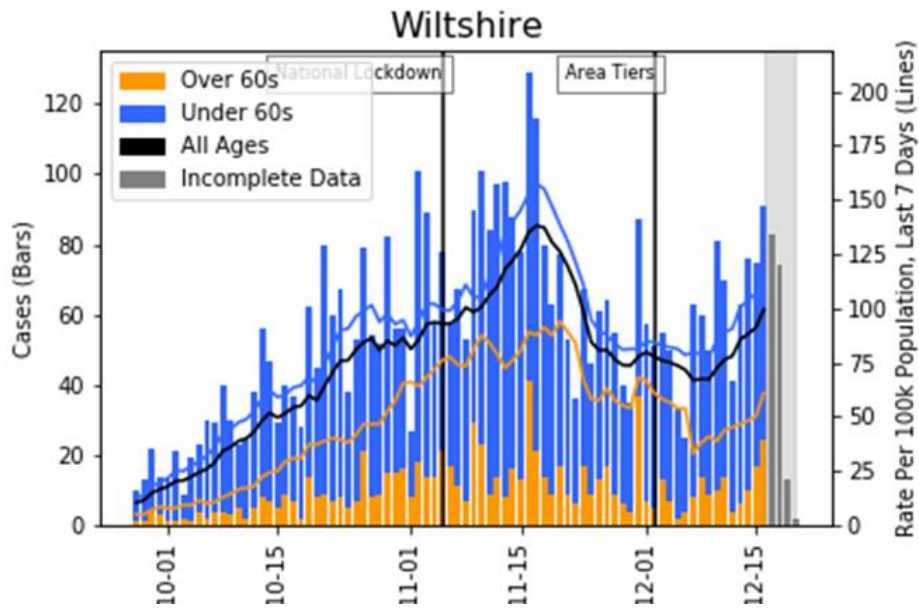 Wiltshire
National Lockdown
Area Tiers
Over 60s
Under 60s
All Ages
Incomplete Data
Cases (Bars)
120
100
80
60
40
20
0
Rate Per 100k Population, Last 7 Days (Lines)
200
175
150
125
100
75
50
25
0
10-01
10-15
11-01
11-15
12-01
12-15